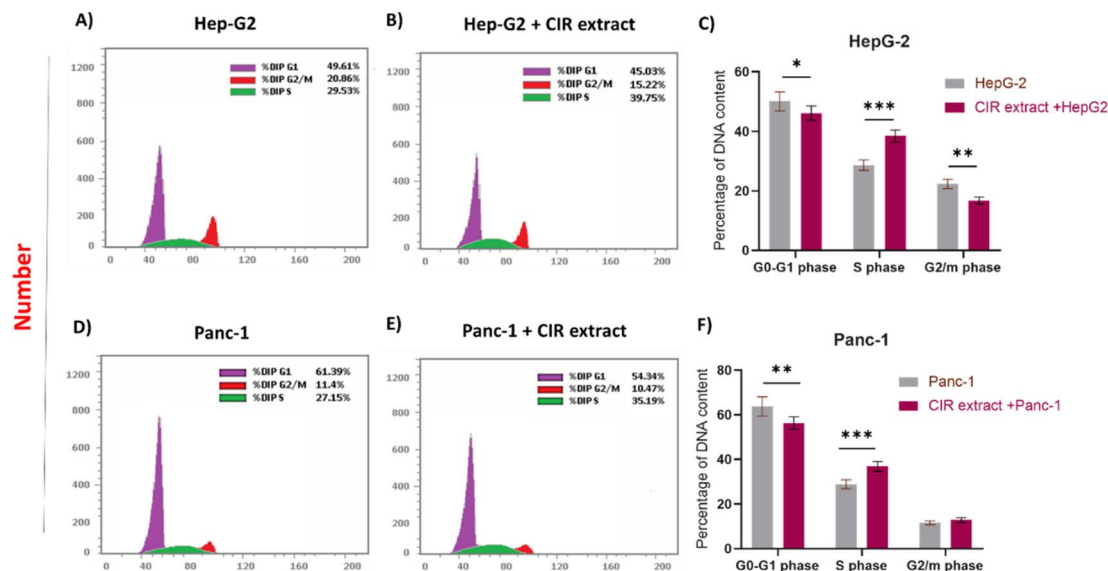 A)
Hep-G2
%DIP G1 49.61%
%DIP G2/M 20.86%
%DIP S 29.53%
1200
1000
800
600
400
200
0
0 40 80 120 160 200
B)
Hep-G2 + CIR extract
%DIP G1 45.03%
%DIP G2/M 15.22%
%DIP S 39.75%
1200
1000
800
600
400
200
0
0 40 80 120 160 200
C)
HepG-2
Percentage of DNA content
60
40
20
0
*
***
**
HepG-2
CIR extract +HepG2
G0-G1 phase S phase G2/m phase
Number
D)
Panc-1
%DIP G1 61.39%
%DIP G2/M 11.4%
%DIP S 27.15%
1200
1000
800
600
400
200
0
0 40 80 120 160 200
E)
Panc-1 + CIR extract
%DIP G1 54.34%
%DIP G2/M 10.47%
%DIP S 35.19%
1200
1000
800
600
400
200
0
0 40 80 120 160 200
F)
Panc-1
Percentage of DNA content
80
60
40
20
0
**
***
Panc-1
CIR extract +Panc-1
G0-G1 phase S phase G2/m phase